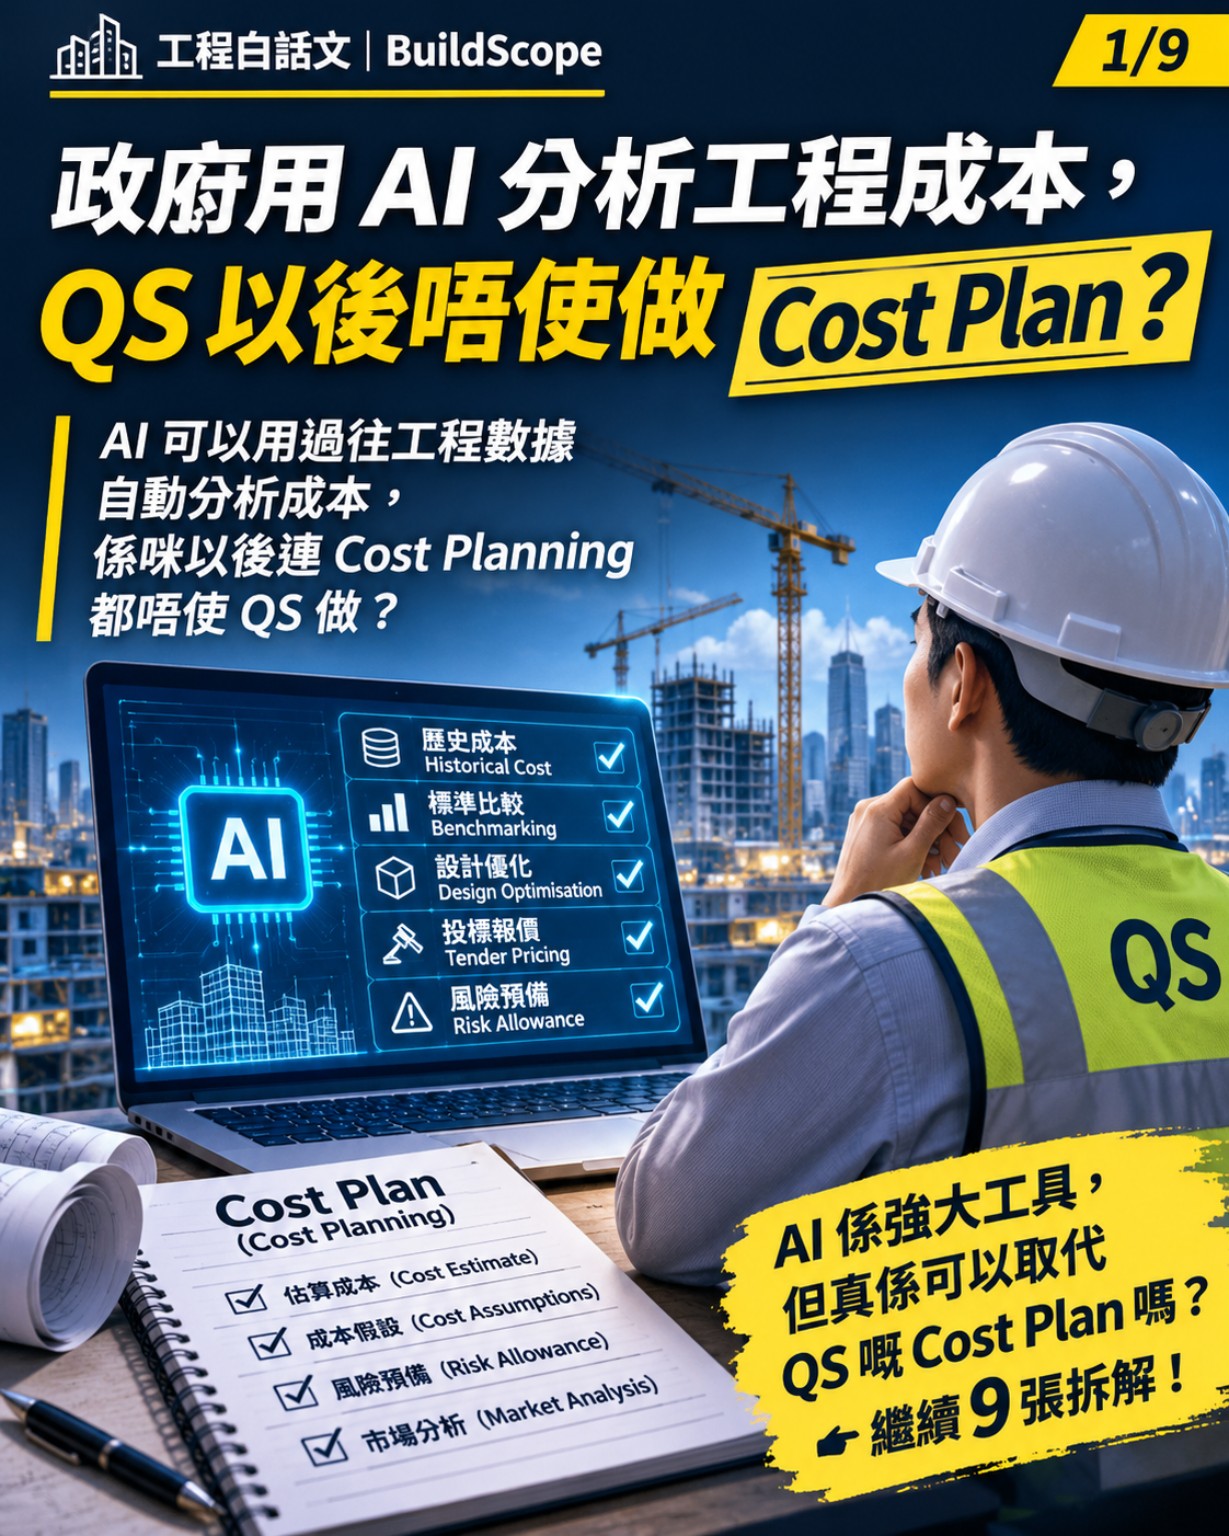 工程白話文｜BuildScope
1/9
政府用 AI 分析工程成本，
QS 以後唔使做 Cost Plan？
AI 可以用過往工程數據
自動分析成本，
係咪以後連 Cost Planning
都唔使 QS 做？
AI
歷史成本
Historical Cost
標準比較
Benchmarking
設計優化
Design Optimisation
投標報價
Tender Pricing
風險預備
Risk Allowance
QS
Cost Plan
(Cost Planning)
估算成本（Cost Estimate）
成本假設（Cost Assumptions）
風險預備（Risk Allowance）
市場分析（Market Analysis）
AI 係強大工具，
但真係可以取代
QS 嘅 Cost Plan 嗎？
繼續 9 張拆解！